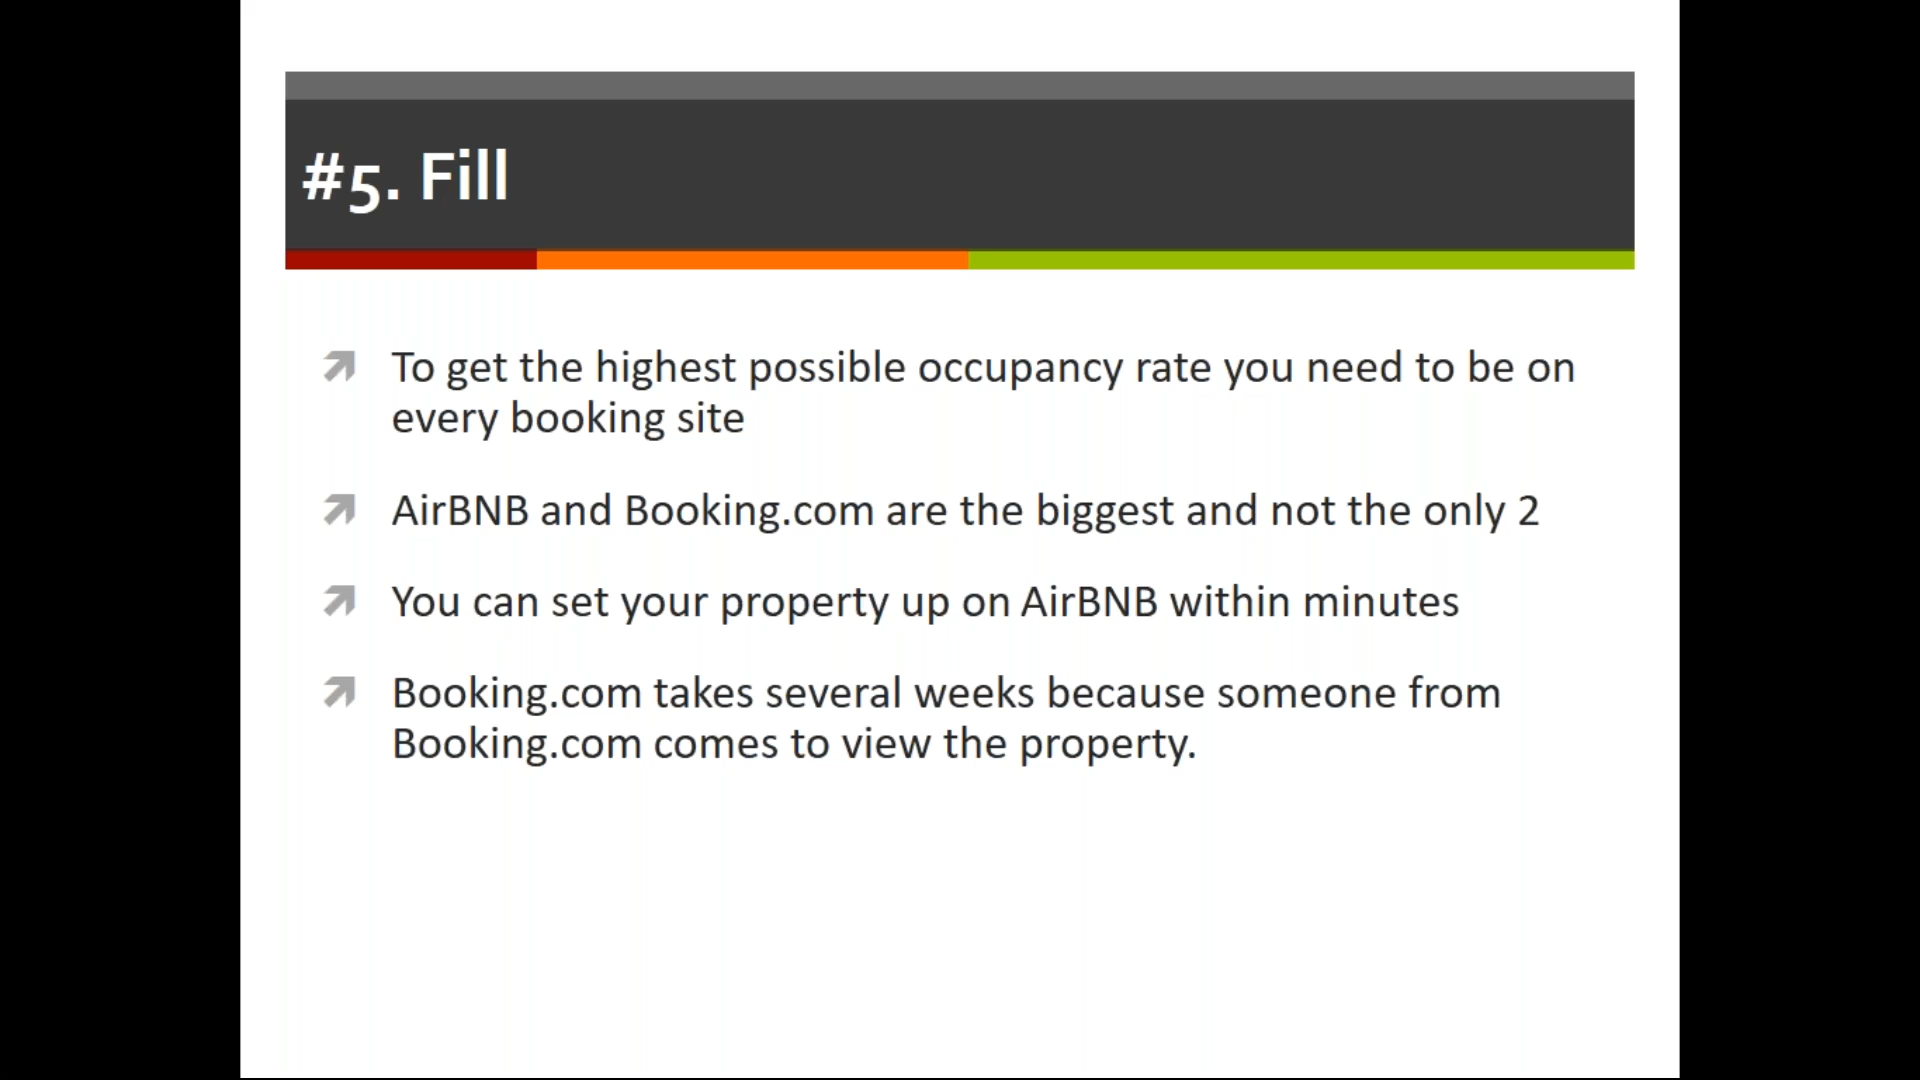 #5. Fill
To get the highest possible occupancy rate you need to be on
every booking site
AirBNB and Booking.com are the biggest and not the only 2
You can set your property up on AirBNB within minutes
Booking.com takes several weeks because someone from
Booking.com comes to view the property.